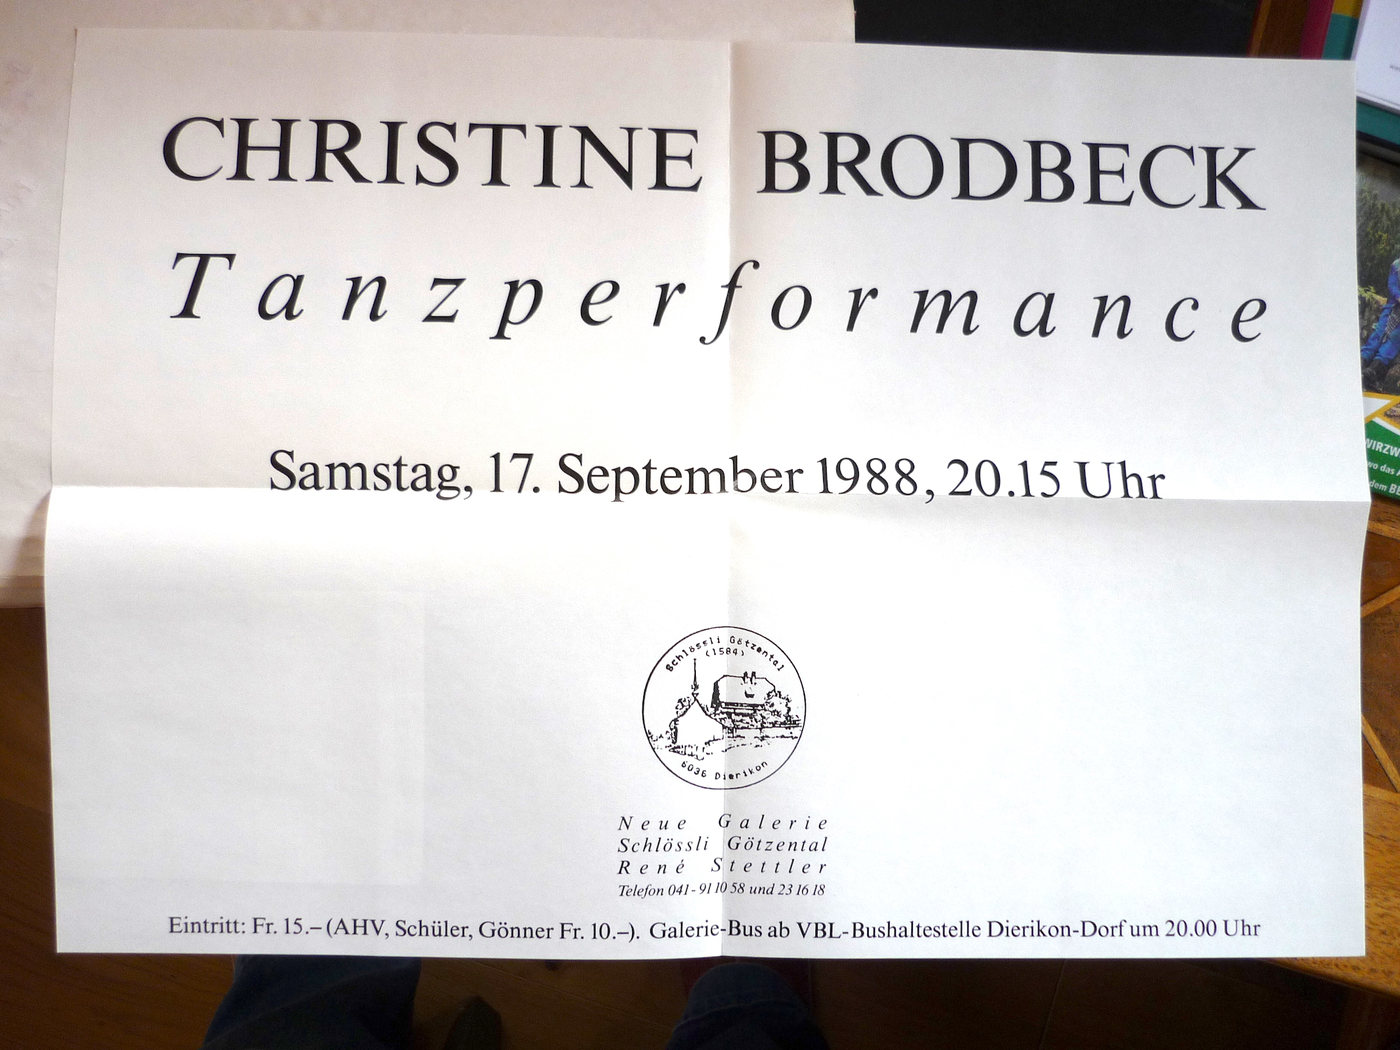 CHRISTINE BRODBECK
Tanzperformance
Samstag, 17. September 1988, 20.15 Uhr
Schlössli Götzental
(1584)
6036 Dierikon
Neue Galerie
Schlössli Götzental
René Stettler
Telefon 041-91 10 58 und 23 16 18
Eintritt: Fr. 15.– (AHV, Schüler, Gönner Fr. 10.–). Galerie-Bus ab VBL-Bushaltestelle Dierikon-Dorf um 20.00 Uhr